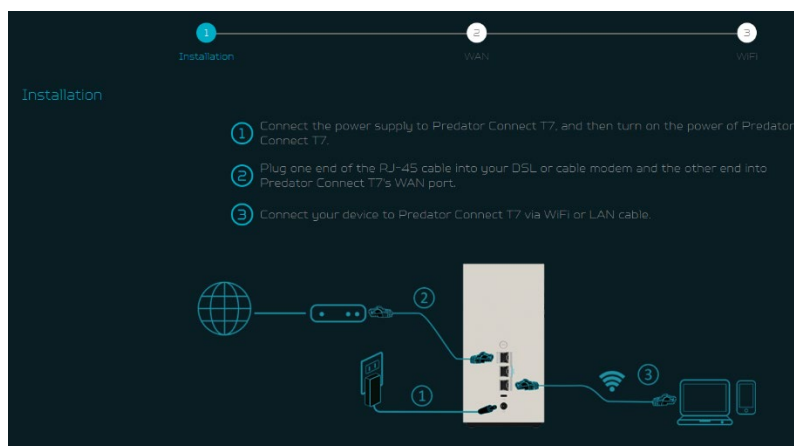 1
2
3
Installation
WAN
WiFi
Installation
1 Connect the power supply to Predator Connect T7, and then turn on the power of Predator
Connect T7.
2 Plug one end of the RJ-45 cable into your DSL or cable modem and the other end into
Predator Connect T7's WAN port.
3 Connect your device to Predator Connect T7 via WiFi or LAN cable.
2
3
1